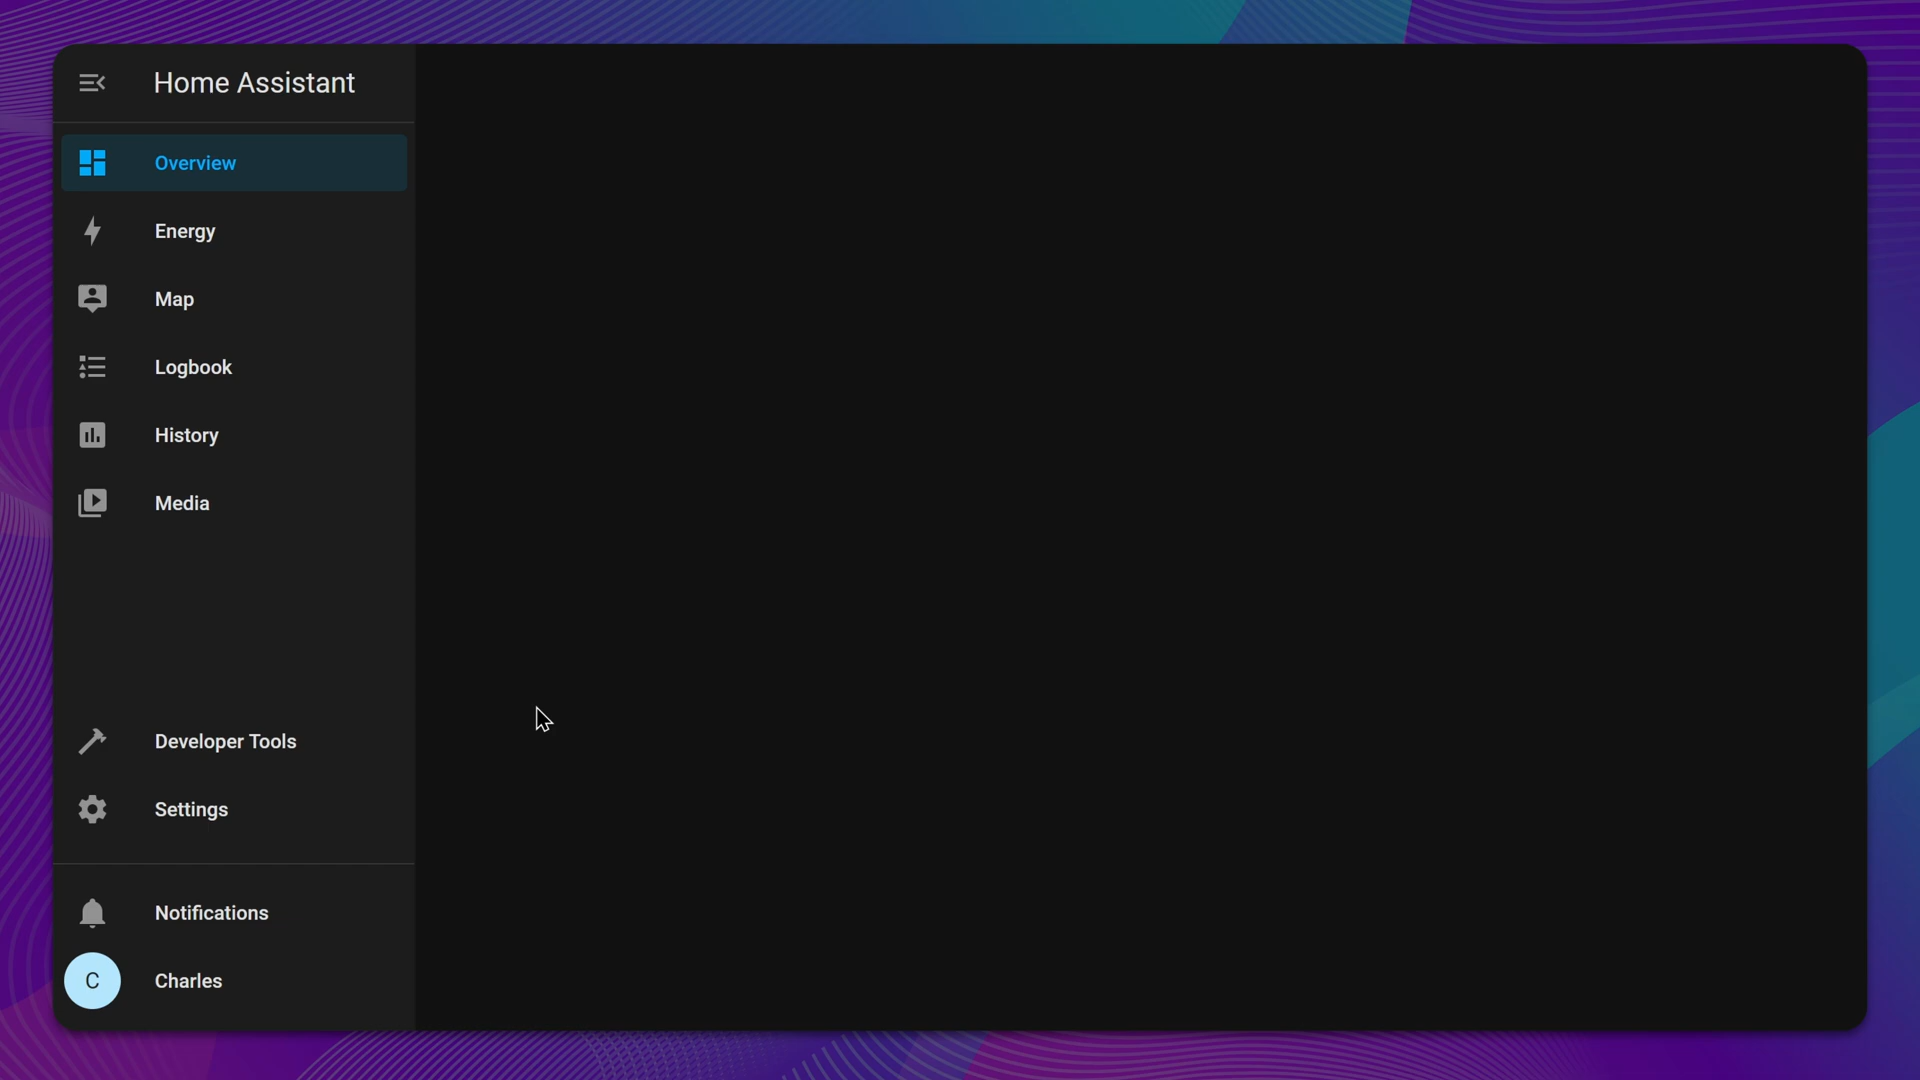 Home Assistant
Overview
Energy
Map
Logbook
History
Media
Developer Tools
Settings
Notifications
C
Charles